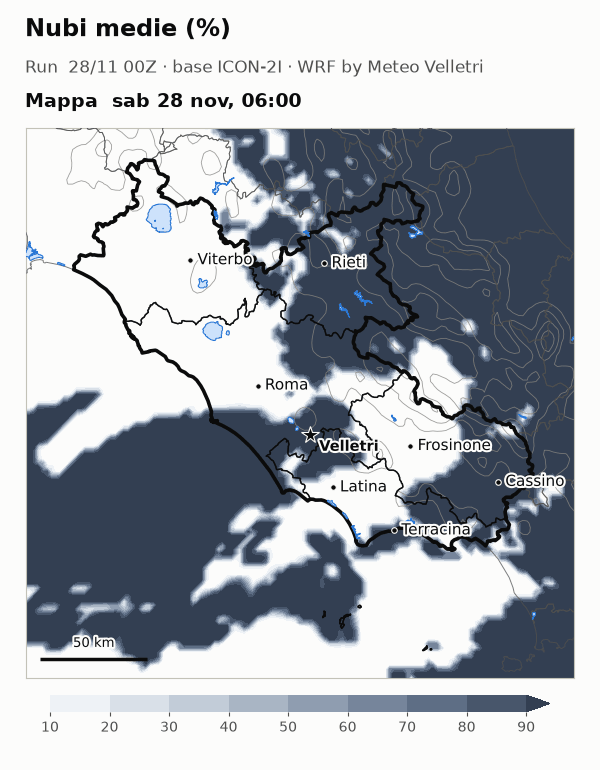 Nubi medie (%)
Run  28/11 00Z · base ICON-2I · WRF by Meteo Velletri
Mappa  sab 28 nov, 06:00
Viterbo
Rieti
Roma
Velletri
Frosinone
Latina
Cassino
Terracina
50 km
10 20 30 40 50 60 70 80 90